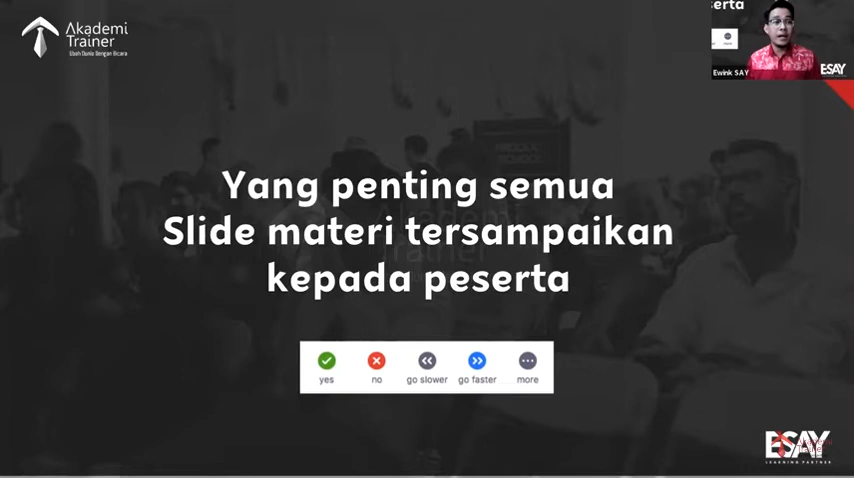 Akademi
Trainer
Ubah Dunia Dengan Bicara
serta
Ewink SAY
ESAY
Yang penting semua
Slide materi tersampaikan
kepada peserta
yes
no
go slower
go faster
more
ESAY
LEARNING PARTNER